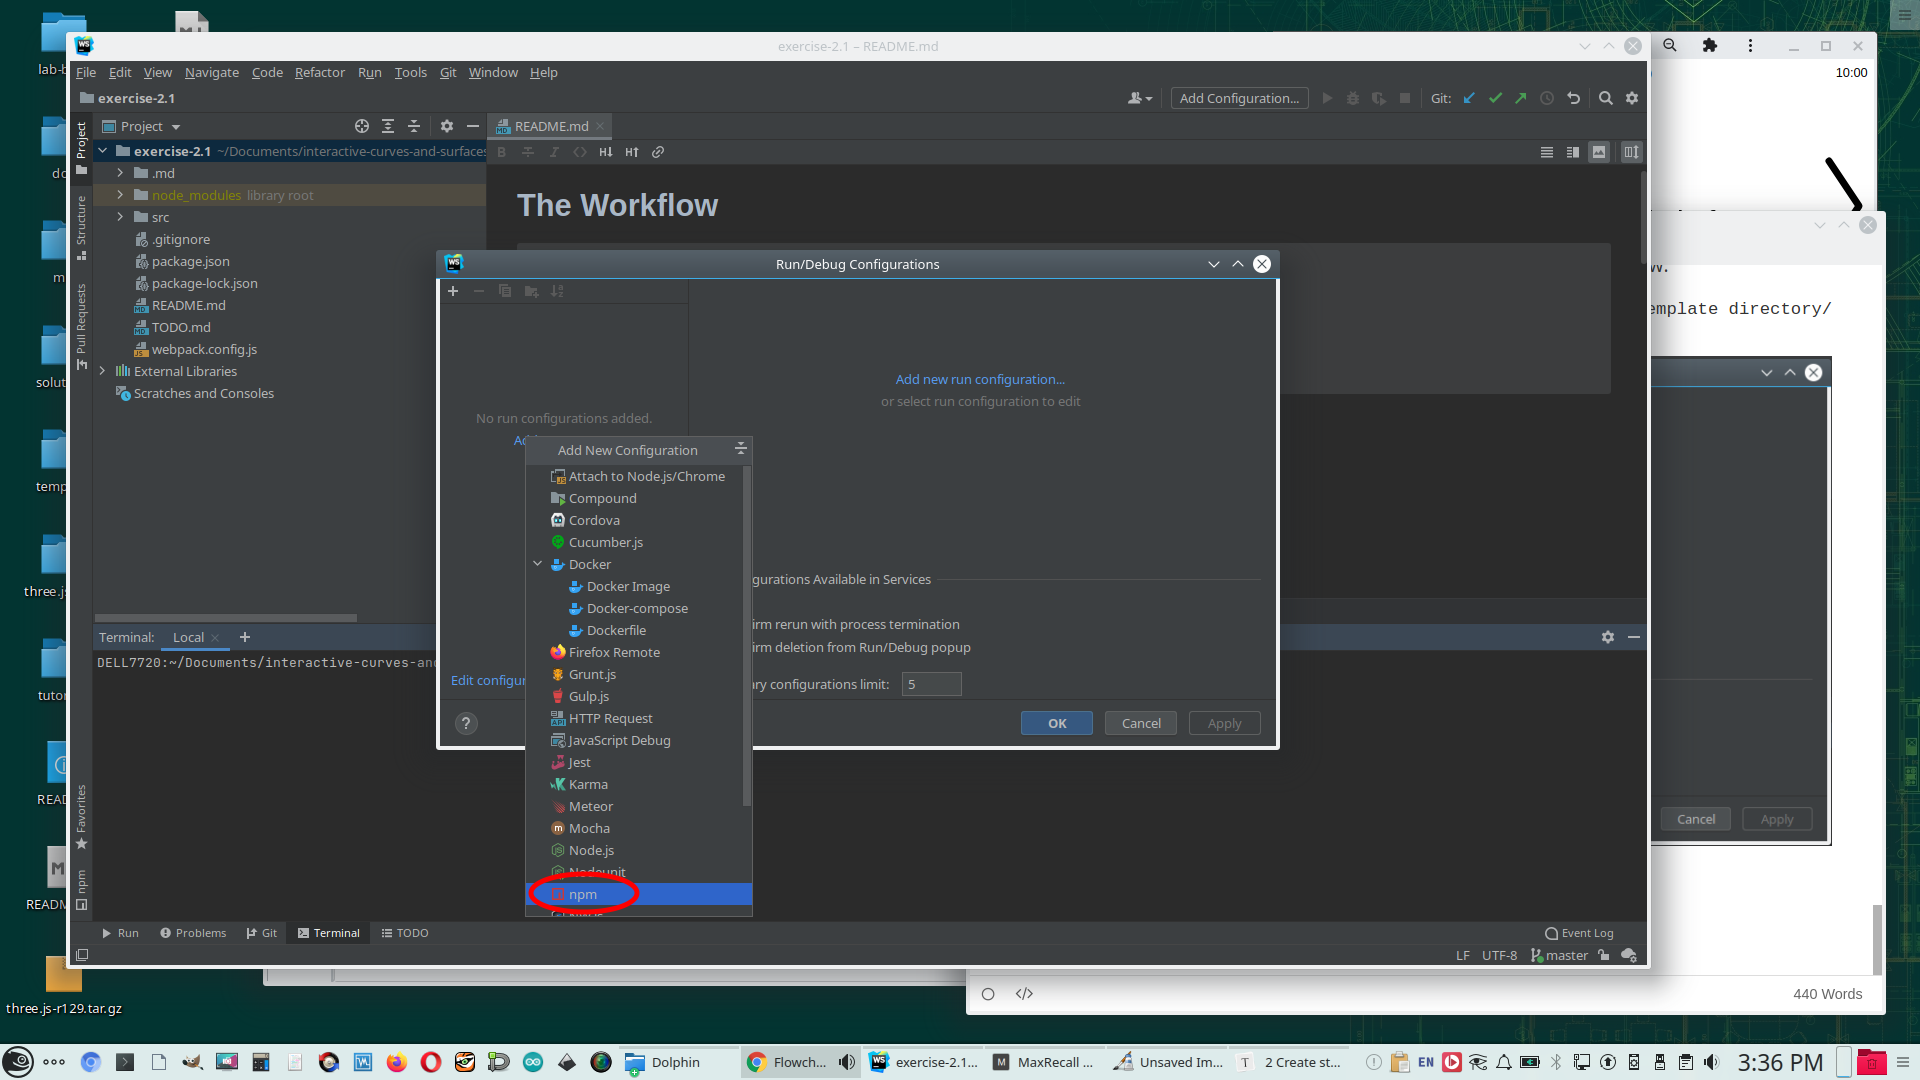 exercise-2.1 – README.md
10:00
File Edit View Navigate Code Refactor Run Tools Git Window Help
exercise-2.1
Add Configuration...
Git:
Project
README.md
Project
exercise-2.1 ~/Documents/interactive-curves-and-surfaces
.md
node_modules library root
src
.gitignore
package.json
package-lock.json
README.md
TODO.md
webpack.config.js
External Libraries
Scratches and Consoles
Structure
Pull Requests
Favorites
npm
The Workflow
Run/Debug Configurations
Add new run configuration...
or select run configuration to edit
No run configurations added.
Add New Configuration
Attach to Node.js/Chrome
Compound
Cordova
Cucumber.js
Docker
Docker Image
Docker-compose
Dockerfile
Firefox Remote
Grunt.js
Gulp.js
HTTP Request
JavaScript Debug
Jest
Karma
Meteor
Mocha
Node.js
Nodeunit
npm
gurations Available in Services
irm rerun with process termination
irm deletion from Run/Debug popup
ry configurations limit: 5
Edit configur
?
OK Cancel Apply
Terminal: Local
DELL7720:~/Documents/interactive-curves-and
Run Problems Git Terminal TODO
Event Log
LF UTF-8 master
emplate directory/
Cancel Apply
440 Words
lab-b
do
m
solut
temp
three.js
tutor
READ
READM
three.js-r129.tar.gz
Dolphin
Flowch...
exercise-2.1...
MaxRecall ...
Unsaved Im...
2 Create st...
EN
3:36 PM